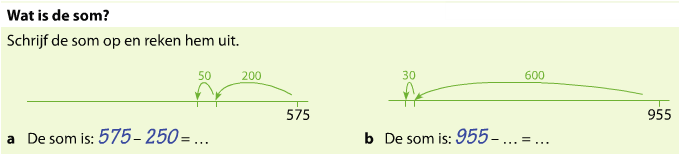 Wat is de som?
Schrijf de som op en reken hem uit.
50 200
575
30 600
955
a De som is: 575 – 250 = …
b De som is: 955 – … = …